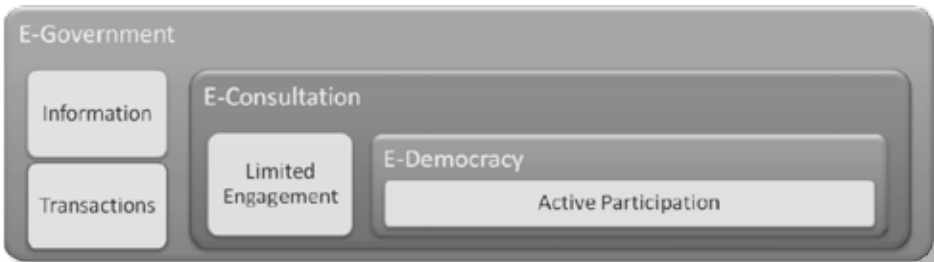 E-Government
Information
Transactions
E-Consultation
Limited
Engagement
E-Democracy
Active Participation